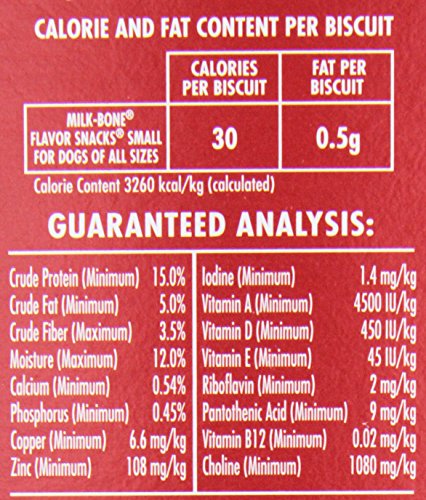 CALORIE AND FAT CONTENT PER BISCUIT
CALORIES PER BISCUIT
FAT PER BISCUIT
MILK-BONE®
FLAVOR SNACKS® SMALL
FOR DOGS OF ALL SIZES
30
0.5g
Calorie Content 3260 kcal/kg (calculated)
GUARANTEED ANALYSIS:
Crude Protein (Minimum) 15.0%
Crude Fat (Minimum) 5.0%
Crude Fiber (Maximum) 3.5%
Moisture (Maximum) 12.0%
Calcium (Minimum) 0.54%
Phosphorus (Minimum) 0.45%
Copper (Minimum) 6.6 mg/kg
Zinc (Minimum) 108 mg/kg
Iodine (Minimum) 1.4 mg/kg
Vitamin A (Minimum) 4500 IU/kg
Vitamin D (Minimum) 450 IU/kg
Vitamin E (Minimum) 45 IU/kg
Riboflavin (Minimum) 2 mg/kg
Pantothenic Acid (Minimum) 9 mg/kg
Vitamin B12 (Minimum) 0.02 mg/kg
Choline (Minimum) 1080 mg/kg